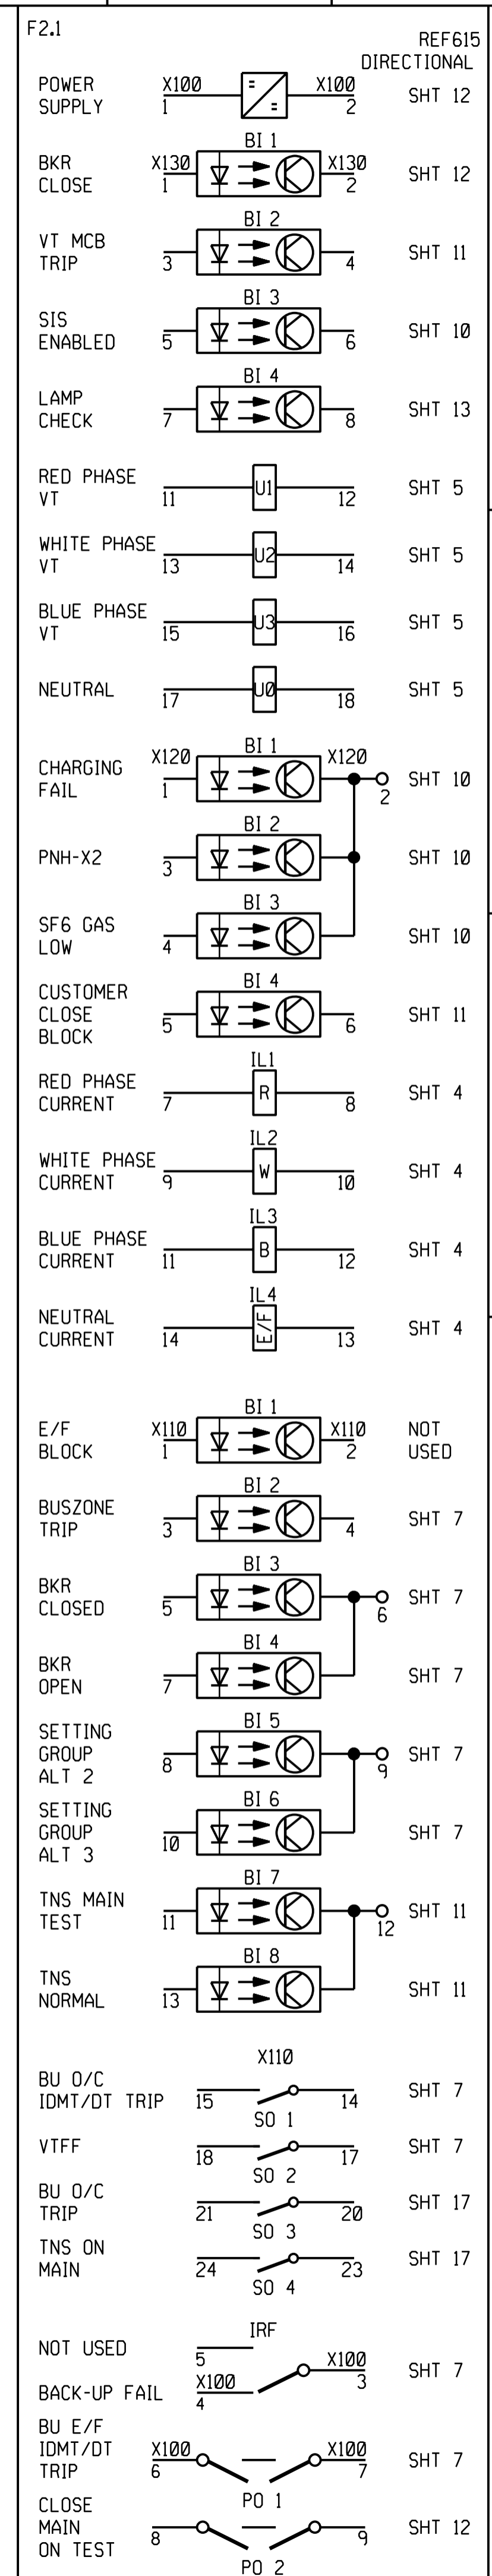 F2.1
REF615
DIRECTIONAL
POWER X100 X100 SHT 12
SUPPLY 1 2
BI 1
BKR X130 X130 SHT 12
CLOSE 1 2
BI 2
VT MCB SHT 11
TRIP 3 4
BI 3
SIS SHT 10
ENABLED 5 6
BI 4
LAMP SHT 13
CHECK 7 8
RED PHASE U1 SHT 5
VT 11 12
WHITE PHASE U2 SHT 5
VT 13 14
BLUE PHASE U3 SHT 5
VT 15 16
NEUTRAL U0 SHT 5
17 18
BI 1
CHARGING X120 X120 SHT 10
FAIL 1 2
BI 2
PNH-X2 SHT 10
3
BI 3
SF6 GAS SHT 10
LOW 4
BI 4
CUSTOMER
CLOSE SHT 11
BLOCK 5 6
IL1
RED PHASE R SHT 4
CURRENT 7 8
IL2
WHITE PHASE W SHT 4
CURRENT 9 10
IL3
BLUE PHASE B SHT 4
CURRENT 11 12
IL4
NEUTRAL E/F SHT 4
CURRENT 14 13
BI 1
E/F X110 X110 NOT
BLOCK 1 2 USED
BI 2
BUSZONE SHT 7
TRIP 3 4
BI 3
BKR SHT 7
CLOSED 5 6
BI 4
BKR SHT 7
OPEN 7
BI 5
SETTING
GROUP SHT 7
ALT 2 8 9
BI 6
SETTING
GROUP SHT 7
ALT 3 10
BI 7
TNS MAIN SHT 11
TEST 11 12
BI 8
TNS SHT 11
NORMAL 13
X110
BU O/C SHT 7
IDMT/DT TRIP 15 14
SO 1
VTFF SHT 7
18 17
SO 2
BU O/C SHT 17
TRIP 21 20
SO 3
TNS ON SHT 17
MAIN 24 23
SO 4
IRF
NOT USED
5 X100 SHT 7
X100 3
BACK-UP FAIL
4
BU E/F
IDMT/DT X100 X100 SHT 7
TRIP 6 7
PO 1
CLOSE
MAIN SHT 12
ON TEST 8 9
PO 2